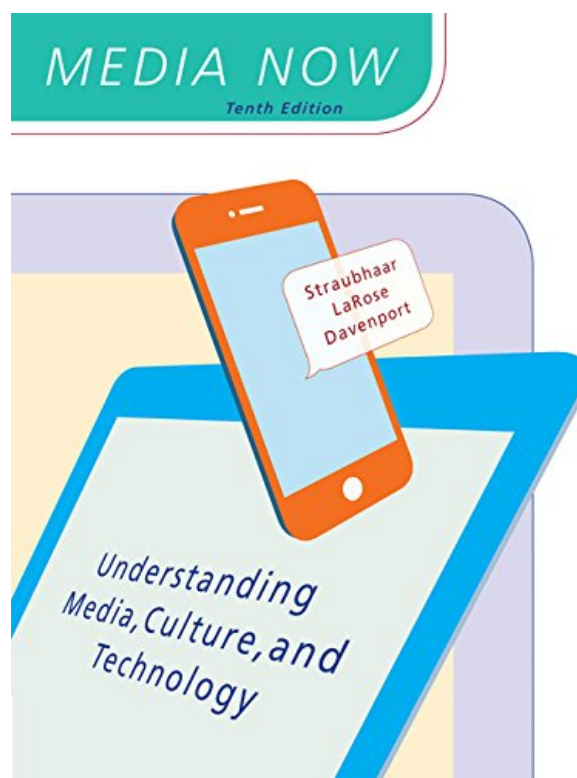 MEDIA NOW
Tenth Edition
Straubhaar
LaRose
Davenport
Understanding
Media, Culture, and
Technology